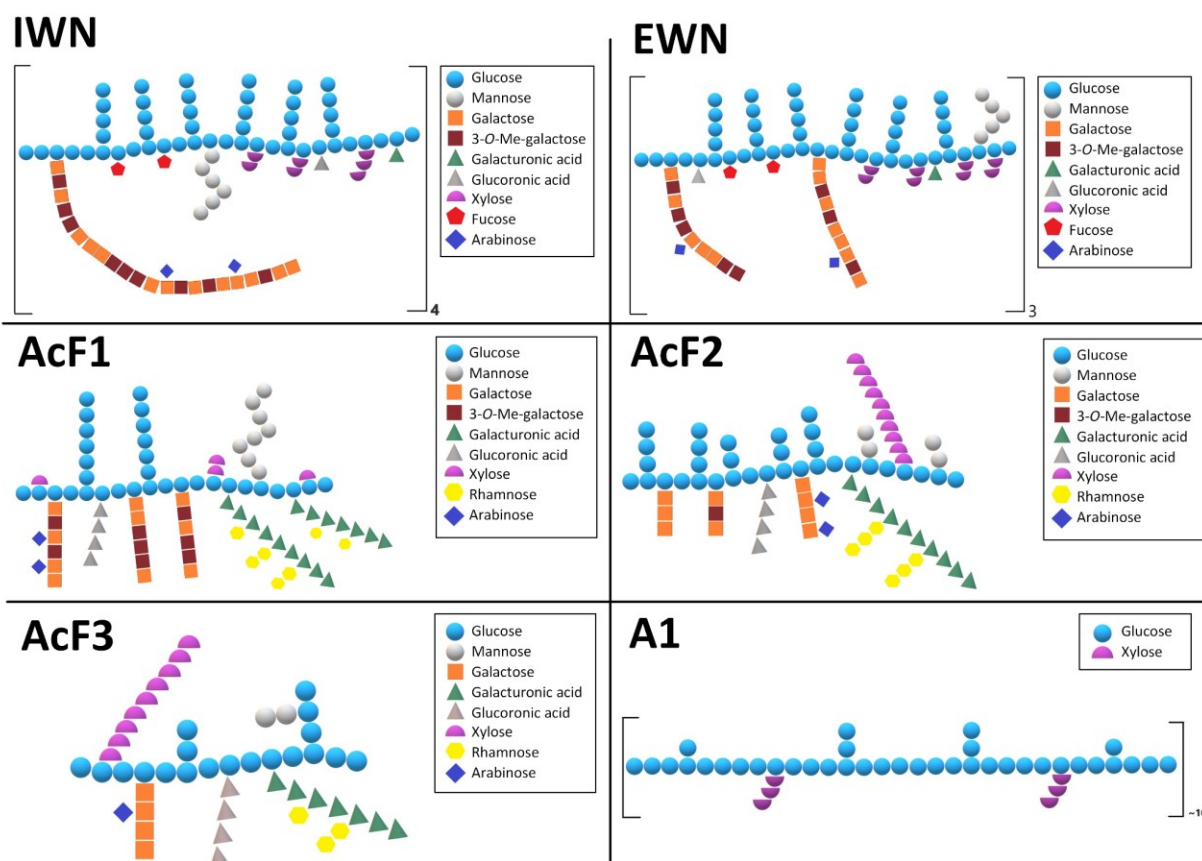 IWN
Glucose
Mannose
Galactose
3-O-Me-galactose
Galacturonic acid
Glucoronic acid
Xylose
Fucose
Arabinose
4
EWN
Glucose
Mannose
Galactose
3-O-Me-galactose
Galacturonic acid
Glucoronic acid
Xylose
Fucose
Arabinose
3
AcF1
Glucose
Mannose
Galactose
3-O-Me-galactose
Galacturonic acid
Glucoronic acid
Xylose
Rhamnose
Arabinose
AcF2
Glucose
Mannose
Galactose
3-O-Me-galactose
Galacturonic acid
Glucoronic acid
Xylose
Rhamnose
Arabinose
AcF3
Glucose
Mannose
Galactose
Galacturonic acid
Glucoronic acid
Xylose
Rhamnose
Arabinose
A1
Glucose
Xylose